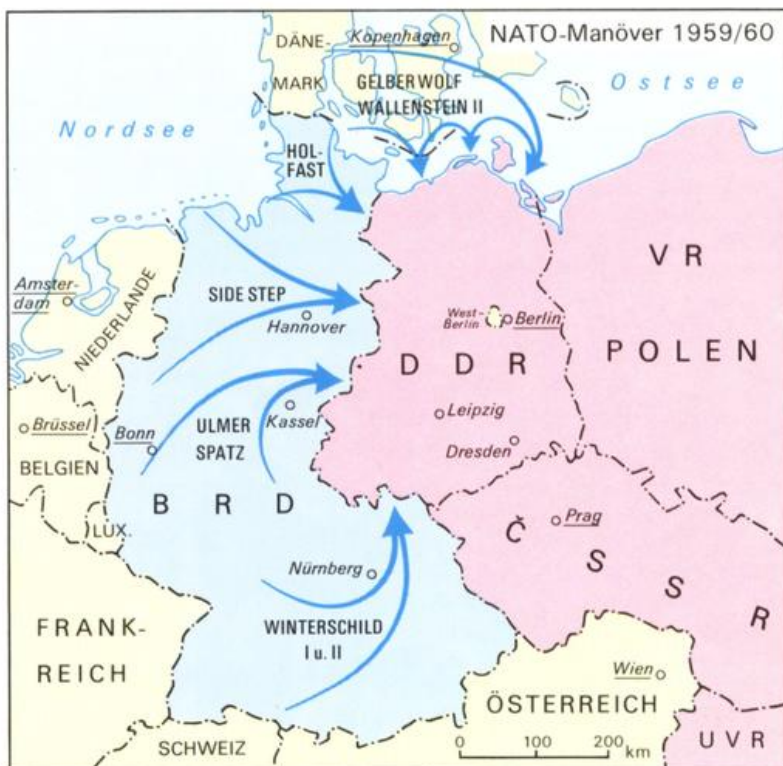 NATO-Manöver 1959/60
DÄNE-
MARK
Kopenhagen
Ostsee
Nordsee
GELBER WOLF
WALLENSTEIN II
HOL-
FAST
Amster-
dam
NIEDERLANDE
SIDE STEP
Hannover
West-
Berlin
Berlin
VR
POLEN
DDR
Brüssel
BELGIEN
Bonn
ULMER
SPATZ
Kassel
Leipzig
Dresden
LUX.
BRD
Prag
ČSSR
Nürnberg
FRANK-
REICH
WINTERSCHILD
I u. II
Wien
ÖSTERREICH
SCHWEIZ
0 100 200 km
UVR